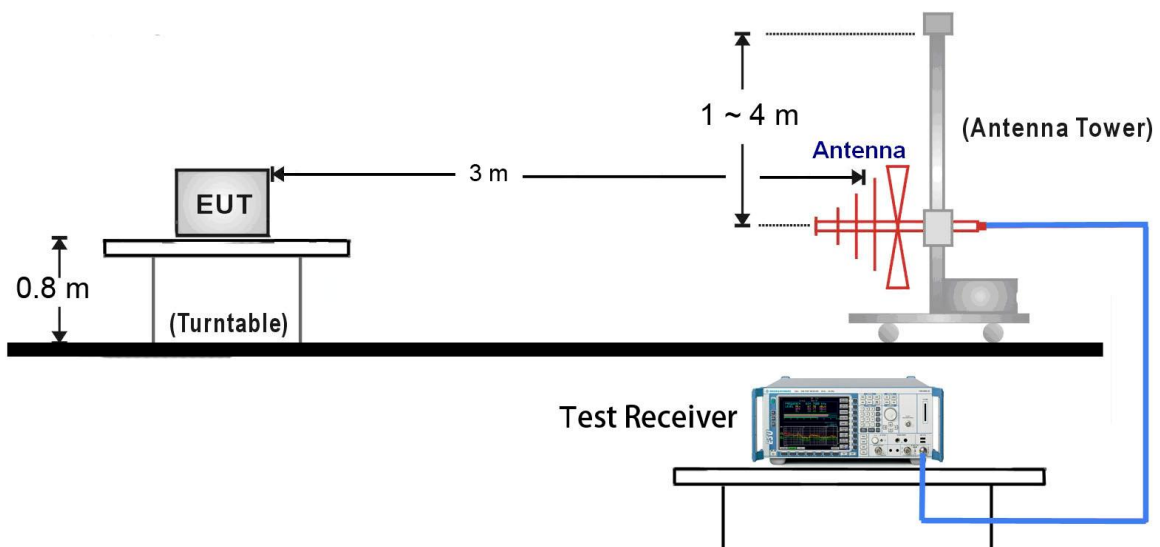 1 ~ 4 m
(Antenna Tower)
Antenna
3 m
EUT
0.8 m
(Turntable)
Test Receiver